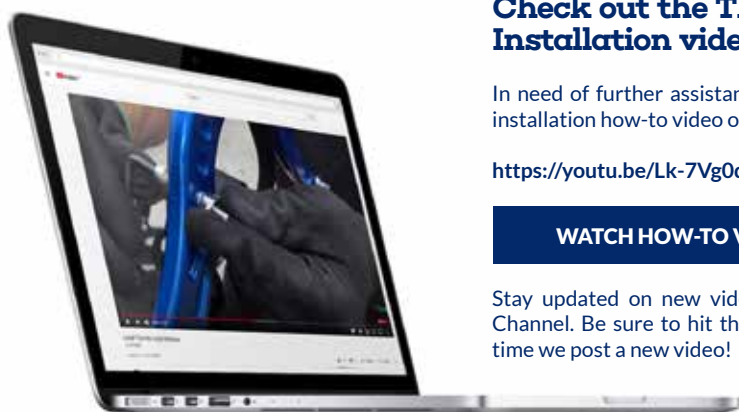 Check out the T
Installation vide
In need of further assistan
installation how-to video o
https://youtu.be/Lk-7Vg0
WATCH HOW-TO V
Stay updated on new vid
Channel. Be sure to hit th
time we post a new video!